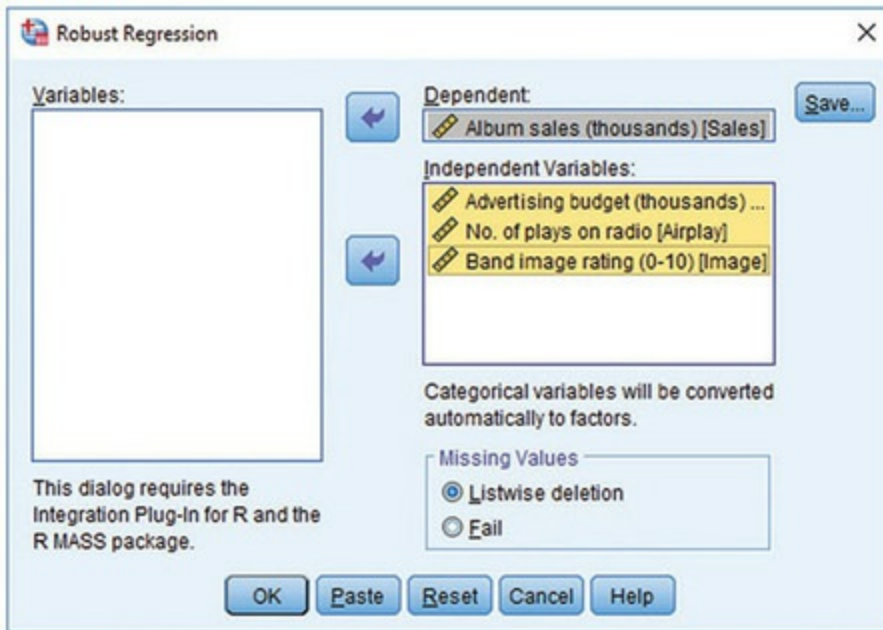 Robust Regression
Variables:
Dependent:
Album sales (thousands) [Sales]
Save...
Independent Variables:
Advertising budget (thousands) ...
No. of plays on radio [Airplay]
Band image rating (0-10) [Image]
Categorical variables will be converted
automatically to factors.
Missing Values
Listwise deletion
Fail
This dialog requires the
Integration Plug-In for R and the
R MASS package.
OK
Paste
Reset
Cancel
Help